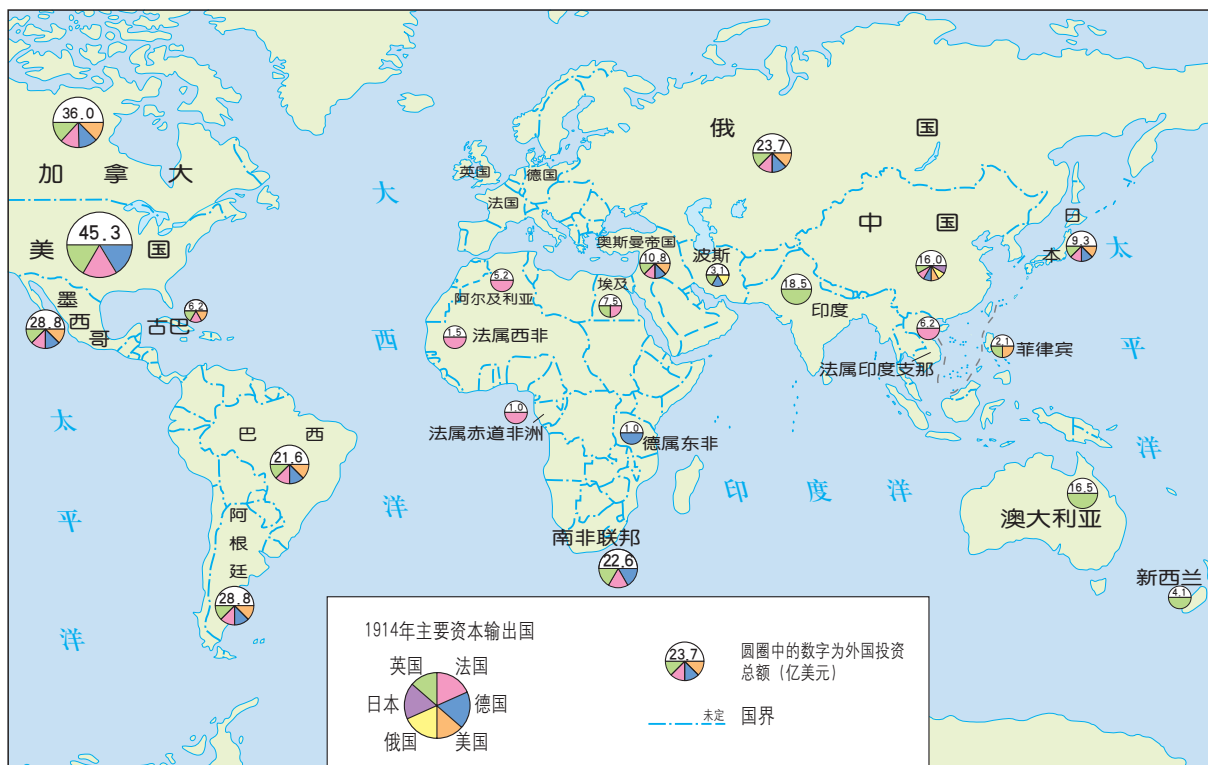 36.0
加拿大
45.3
美国
28.8
墨西哥
6.2
古巴
21.6
巴西
阿根廷
28.8
太平洋
大西洋
英国
德国
法国
俄国
23.7
奥斯曼帝国
10.8
波斯
3.1
5.2
阿尔及利亚
埃及
7.5
1.5
法属西非
1.0
法属赤道非洲
1.0
德属东非
南非联邦
22.6
中国
16.0
日本
9.3
18.5
印度
6.2
法属印度支那
2.1
菲律宾
印度洋
太平洋
16.5
澳大利亚
新西兰
4.1
1914年主要资本输出国
英国 法国
日本 德国
俄国 美国
23.7
圆圈中的数字为外国投资
总额（亿美元）
未定 国界